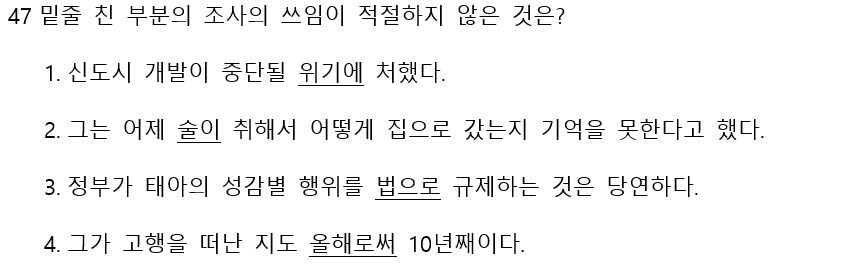 47 밑줄 친 부분의 조사의 쓰임이 적절하지 않은 것은?
1. 신도시 개발이 중단될 위기에 처했다.
2. 그는 어제 술이 취해서 어떻게 집으로 갔는지 기억을 못한다고 했다.
3. 정부가 태아의 성감별 행위를 법으로 규제하는 것은 당연하다.
4. 그가 고행을 떠난 지도 올해로써 10년째이다.